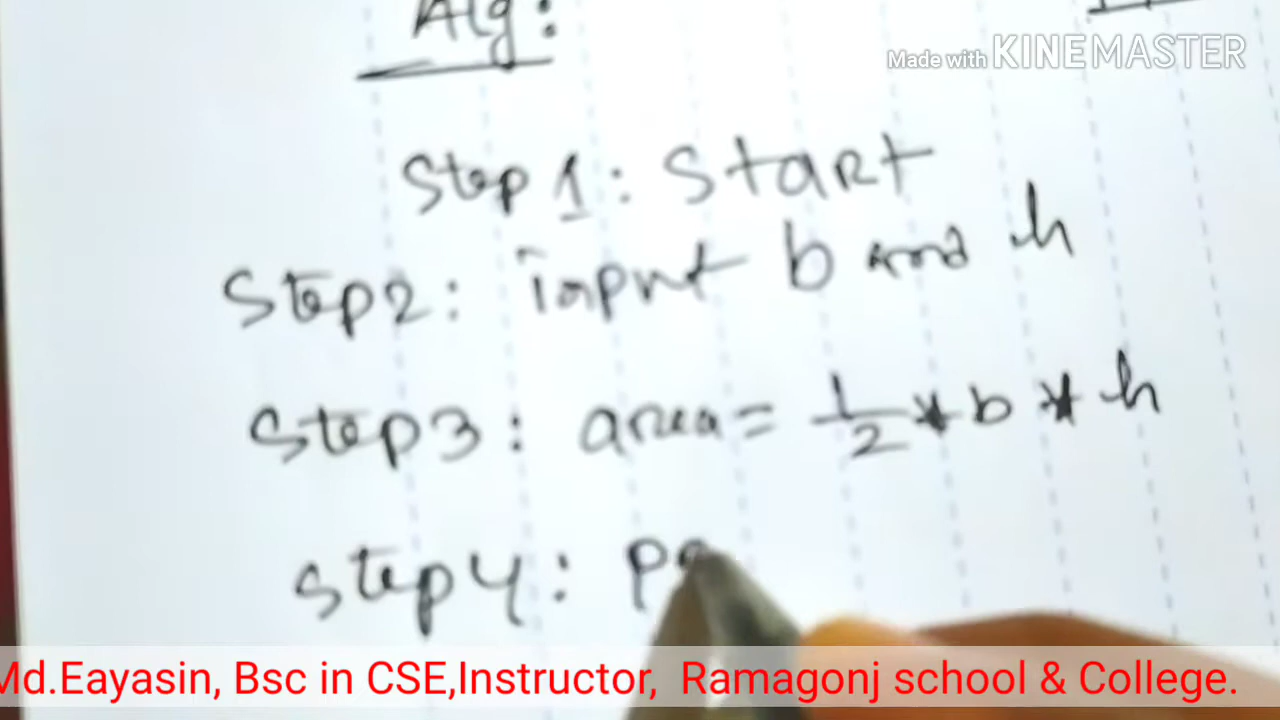 Alg:
Made with KINEMASTER
Step 1: Start
Step2: input b and h
Step3: area = 1/2 * b * h
Step4:
Md.Eayasin, Bsc in CSE,Instructor, Ramagonj school & College.